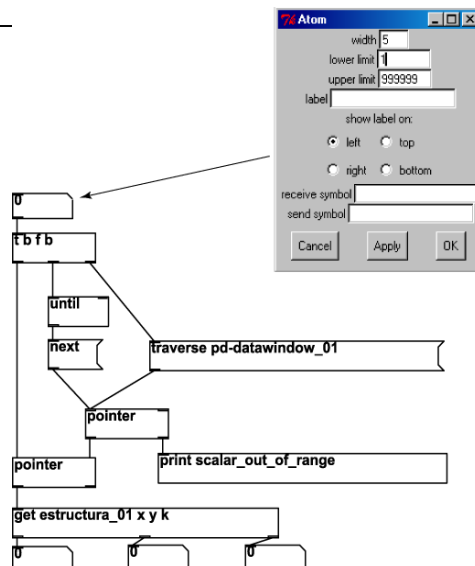 Atom
width 5
lower limit 1
upper limit 999999
label
show label on:
left top
right bottom
receive symbol
send symbol
Cancel Apply OK
0
t b f b
until
next
traverse pd-datawindow_01
pointer
pointer
print scalar_out_of_range
get estructura_01 x y k
0 0 0